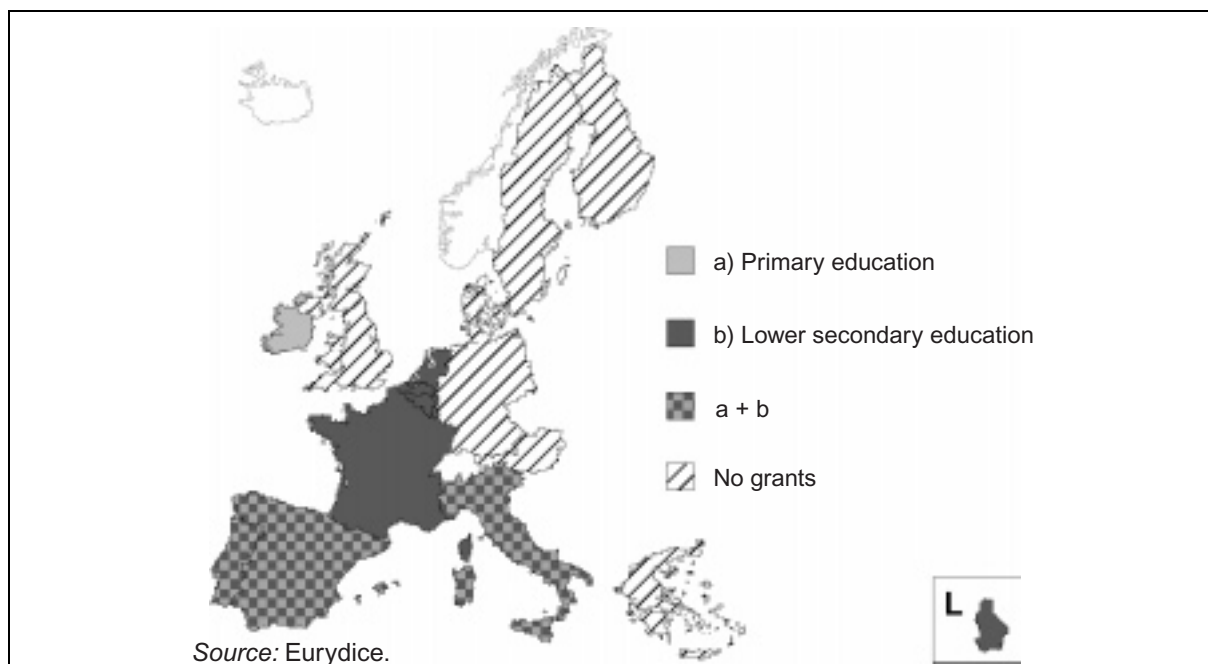 a) Primary education
b) Lower secondary education
a + b
No grants
L
Source: Eurydice.